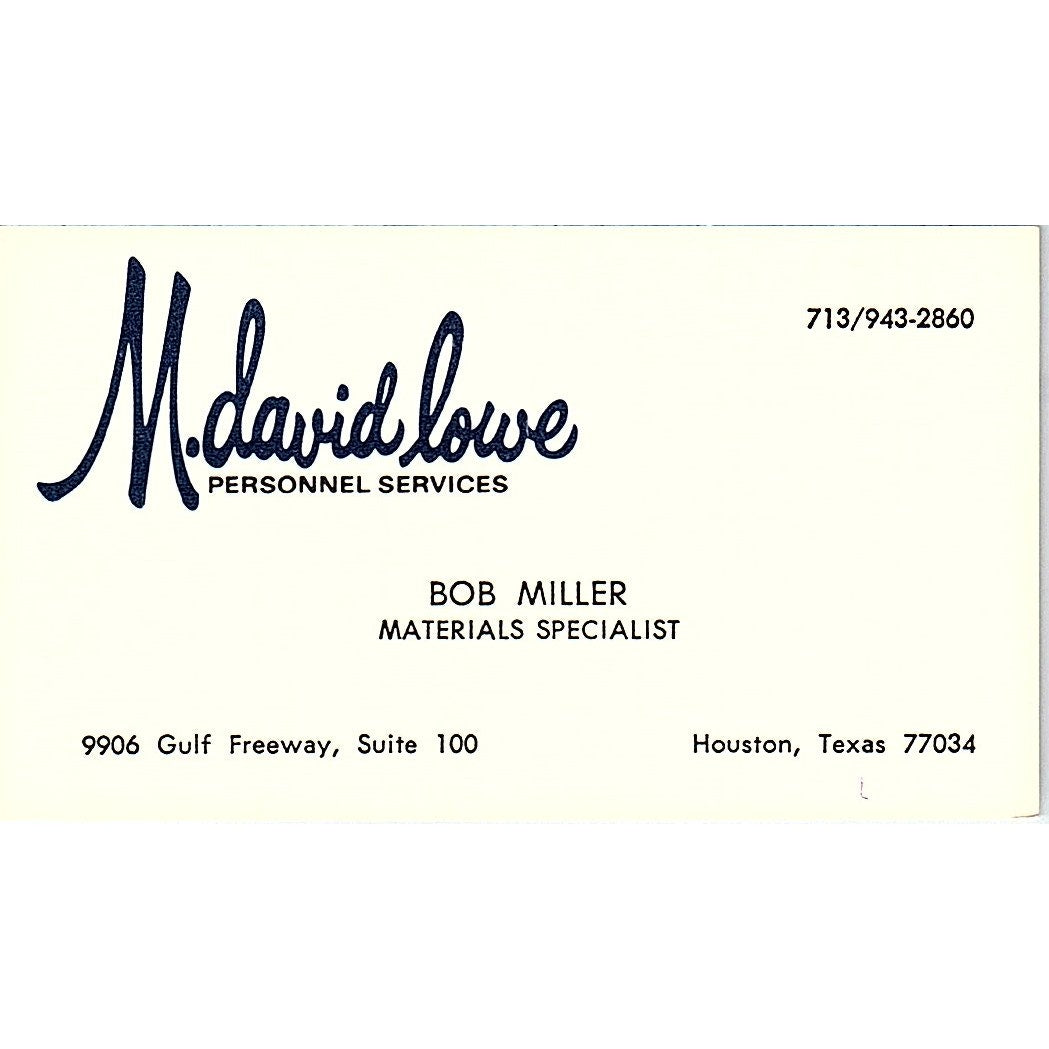 713/943-2860
M. david lowe
PERSONNEL SERVICES
BOB MILLER
MATERIALS SPECIALIST
9906 Gulf Freeway, Suite 100
Houston, Texas 77034